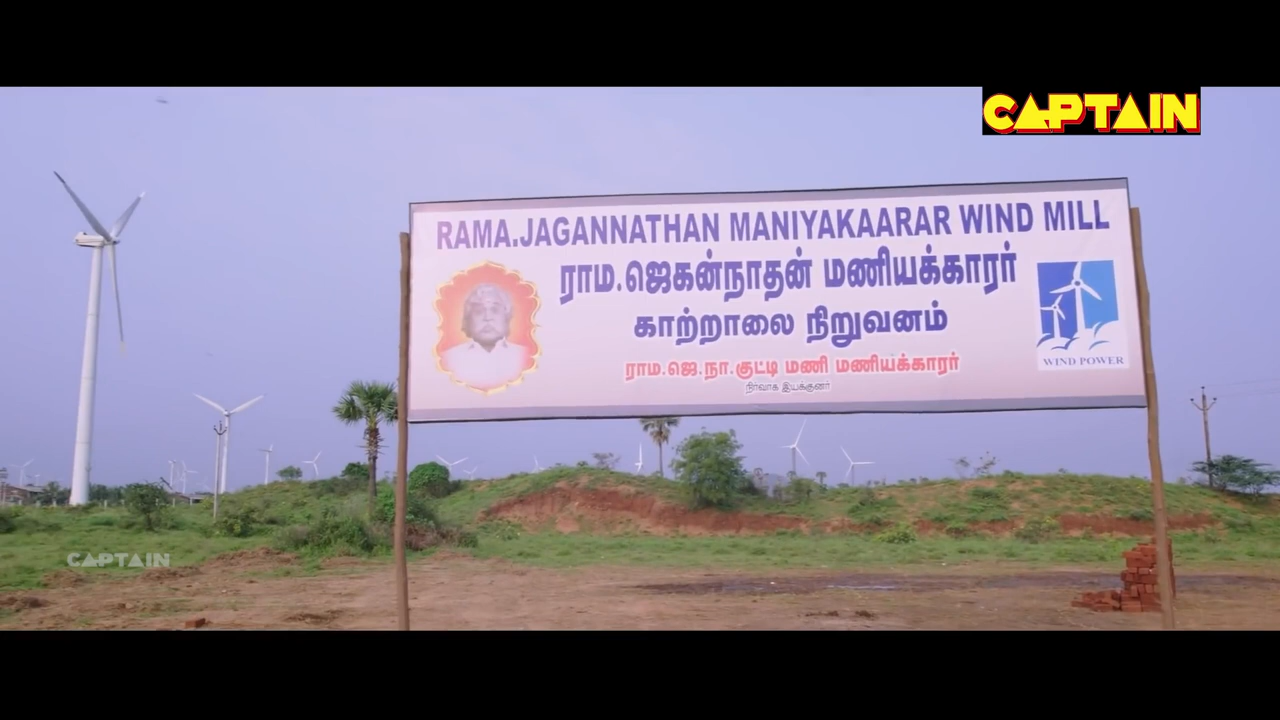 CAPTAIN
RAMA.JAGANNATHAN MANIYAKAARAR WIND MILL
ராம.ஜெகன்நாதன் மணியக்காரர்
காற்றாலை நிறுவனம்
ராம.ஜெ.நா.குட்டி மணி மணியக்காரர்
நிர்வாக இயக்குனர்
WIND POWER
CAPTAIN